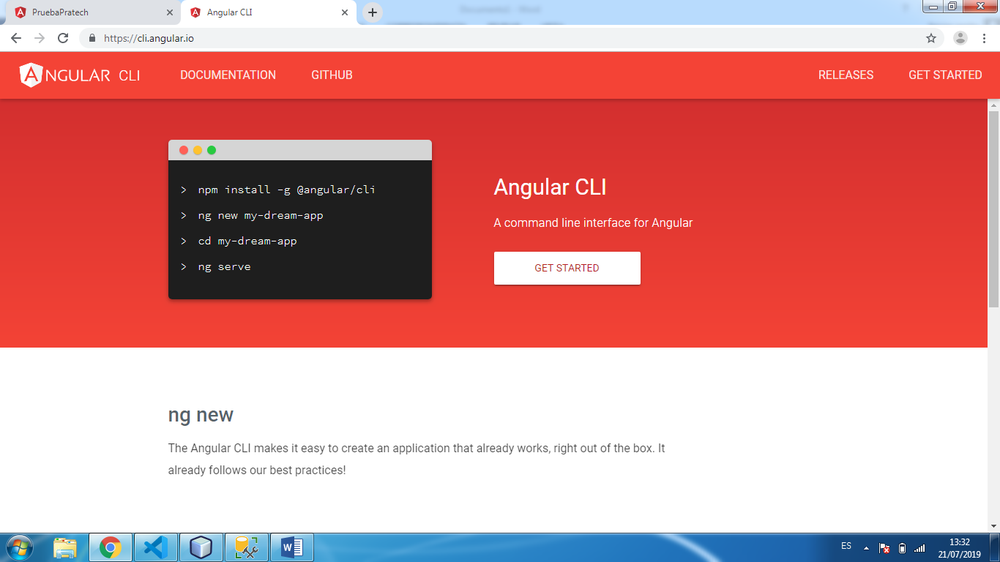 PruebaPratech
Angular CLI
https://cli.angular.io
ANGULAR CLI
DOCUMENTATION
GITHUB
RELEASES
GET STARTED
> npm install -g @angular/cli
> ng new my-dream-app
> cd my-dream-app
> ng serve
Angular CLI
A command line interface for Angular
GET STARTED
ng new
The Angular CLI makes it easy to create an application that already works, right out of the box. It
already follows our best practices!
ES
13:32
21/07/2019